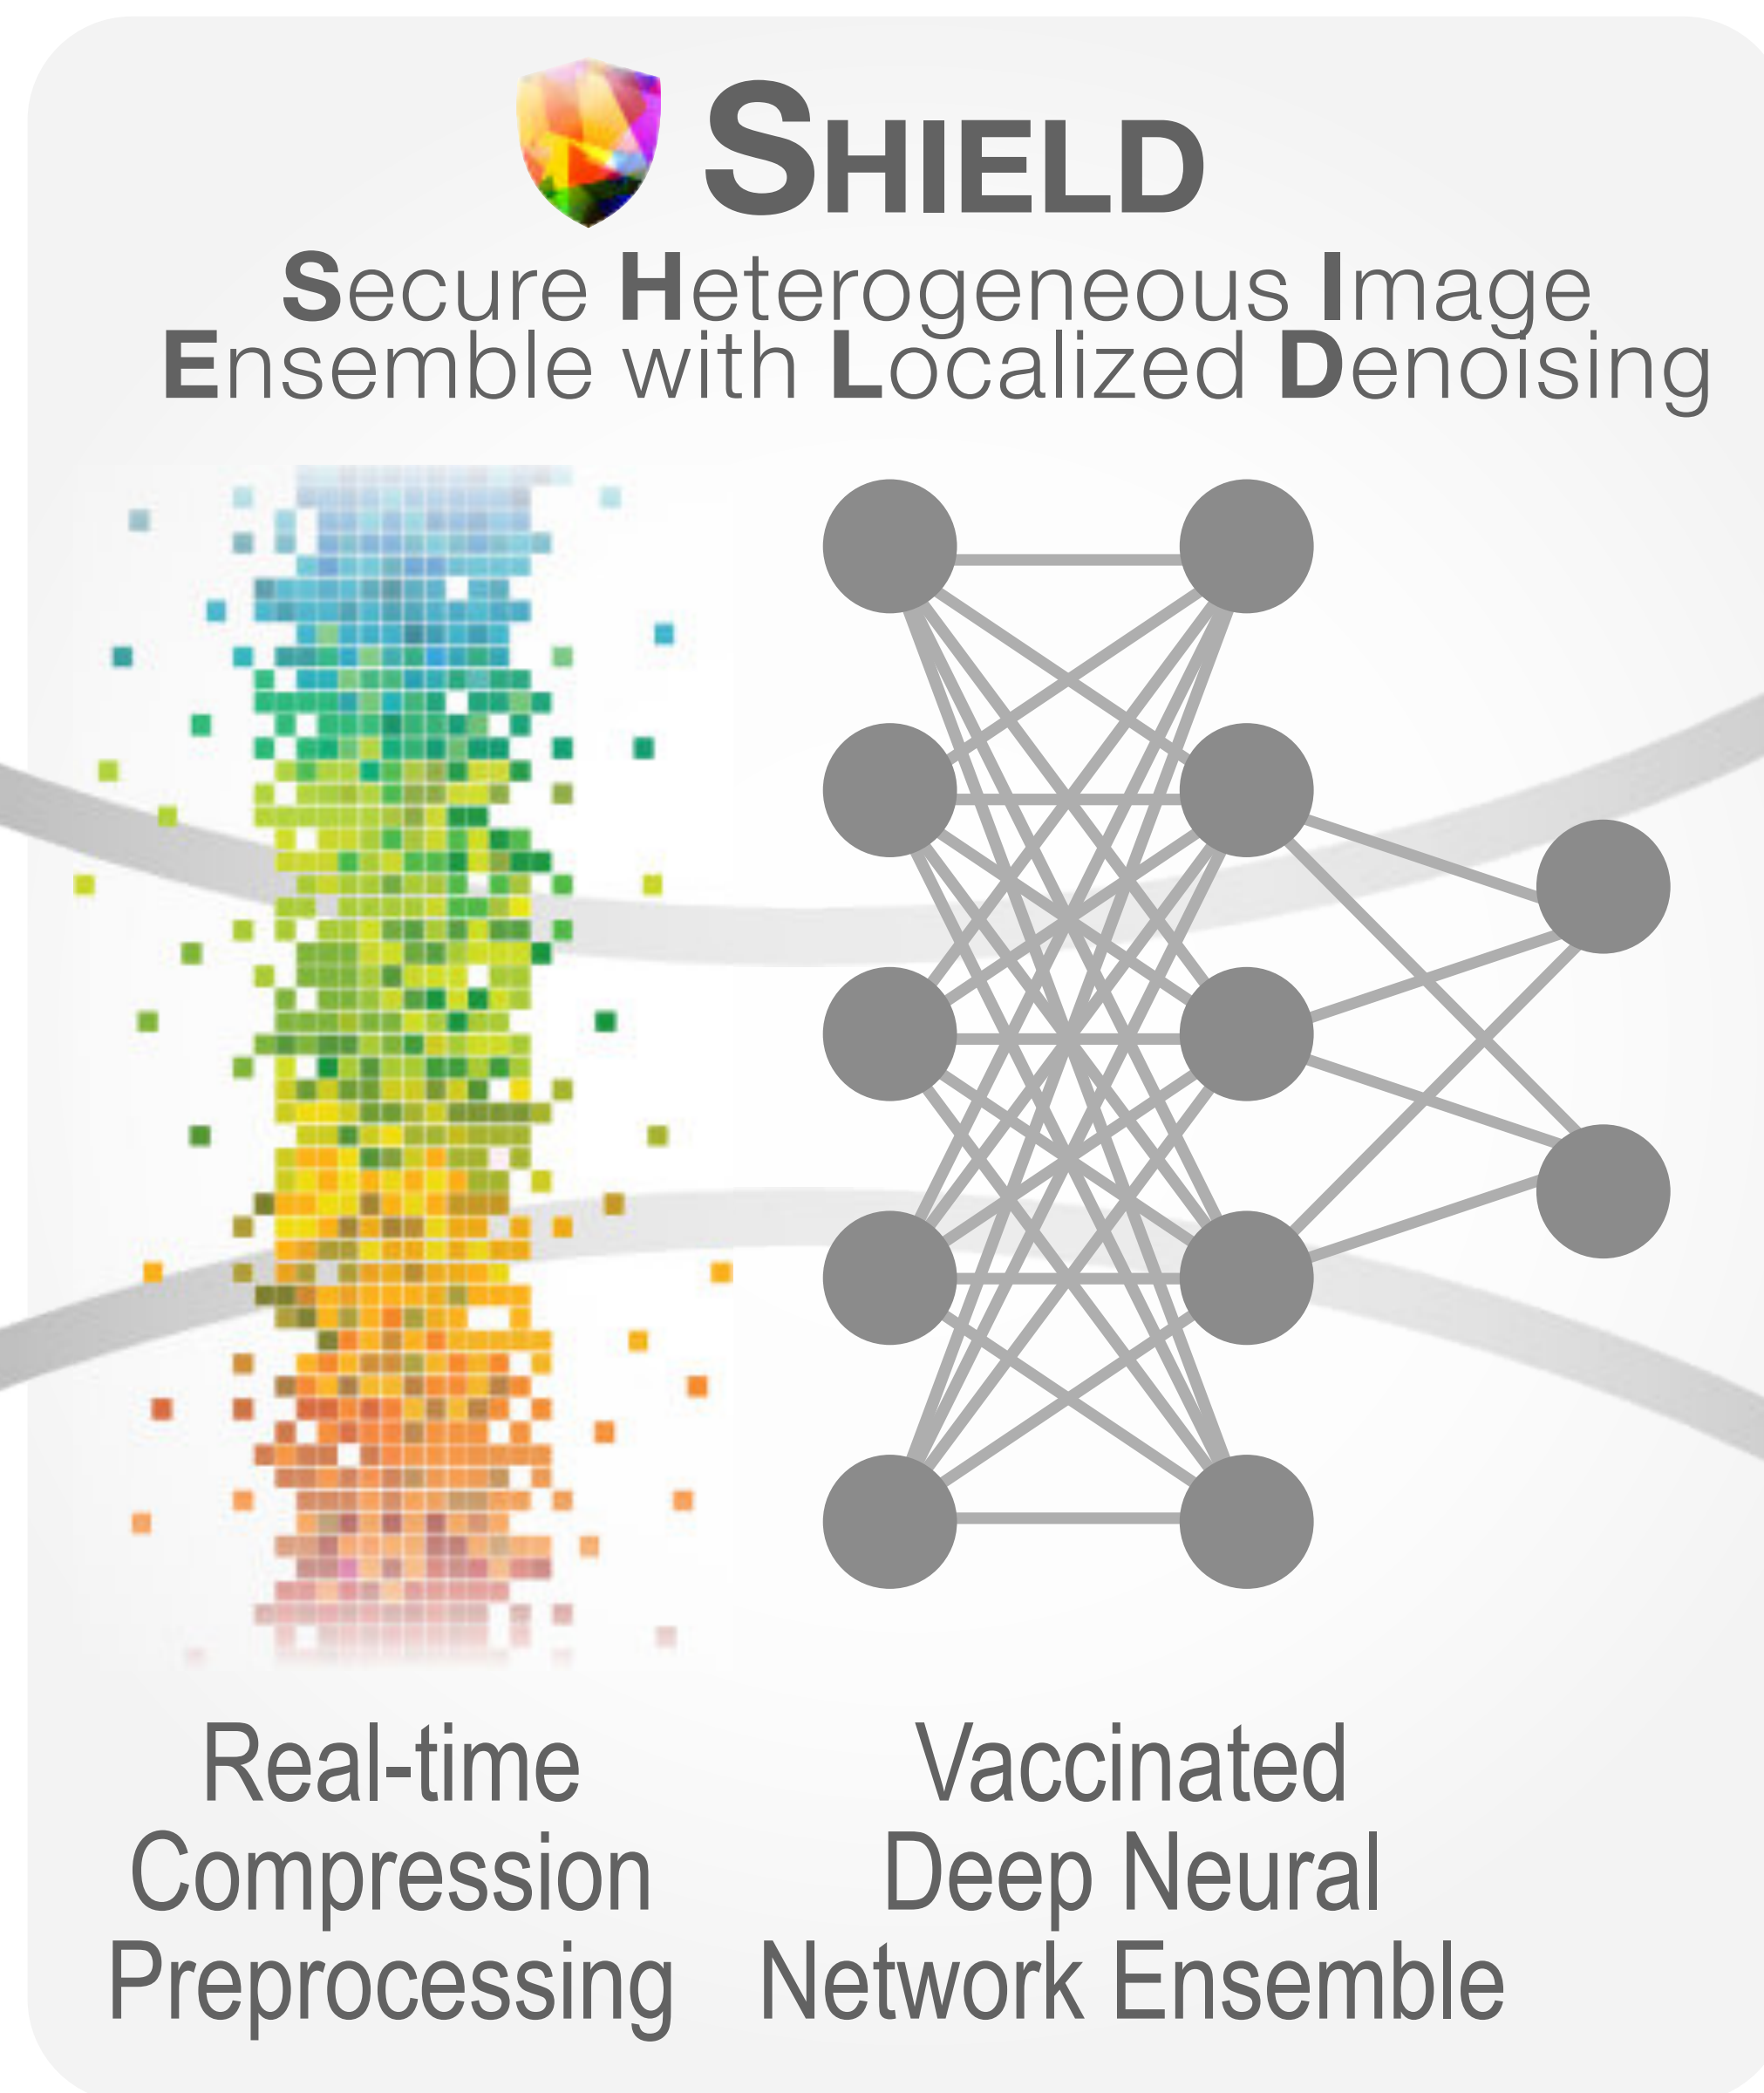 SHIELD
Secure Heterogeneous Image
Ensemble with Localized Denoising
Real-time
Compression
Preprocessing
Vaccinated
Deep Neural
Network Ensemble